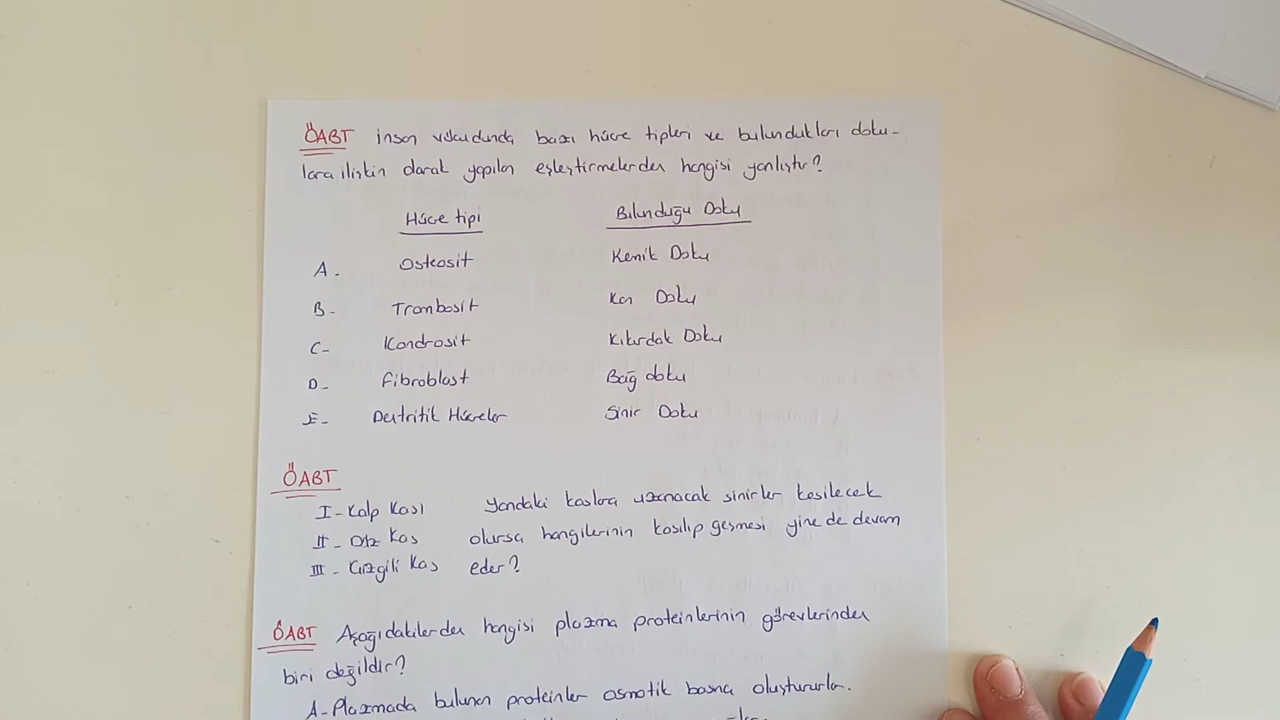 ÖABT İnsan vücudunda bazı hücre tipleri ve bulundukları doku-
lara ilişkin olarak yapılan eşleştirmelerden hangisi yanlıştır?
Hücre tipi Bulunduğu Doku
A- Osteosit Kemik Doku
B- Trombosit Kan Doku
C- Kondrosit Kıkırdak Doku
D- Fibroblast Bağ doku
E- Dentritik Hücreler Sinir Doku
ÖABT
I- Kalp Kası Yandaki kaslara uzanacak sinirler kesilecek
II- Düz Kas olursa hangilerinin kasılıp gevşmesi yine de devam
III- Çizgili Kas eder?
ÖABT Aşağıdakilerden hangisi plazma proteinlerinin görevlerinden
biri değildir?
A- Plazmada bulunan proteinler osmotik basınç oluştururlar.